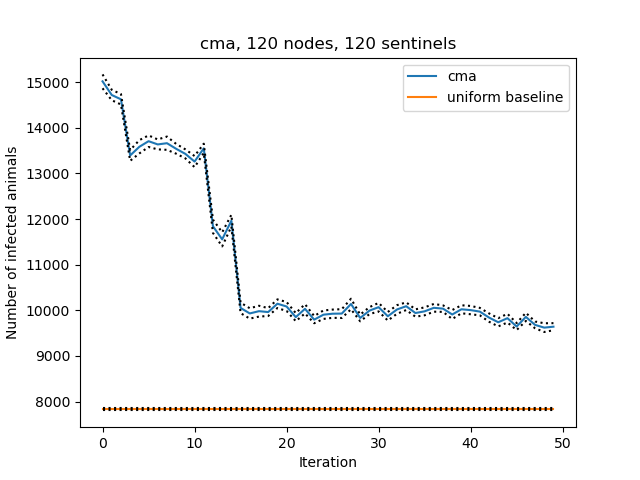 cma, 120 nodes, 120 sentinels
cma
uniform baseline
Number of infected animals
15000
14000
13000
12000
11000
10000
9000
8000
0 10 20 30 40 50
Iteration